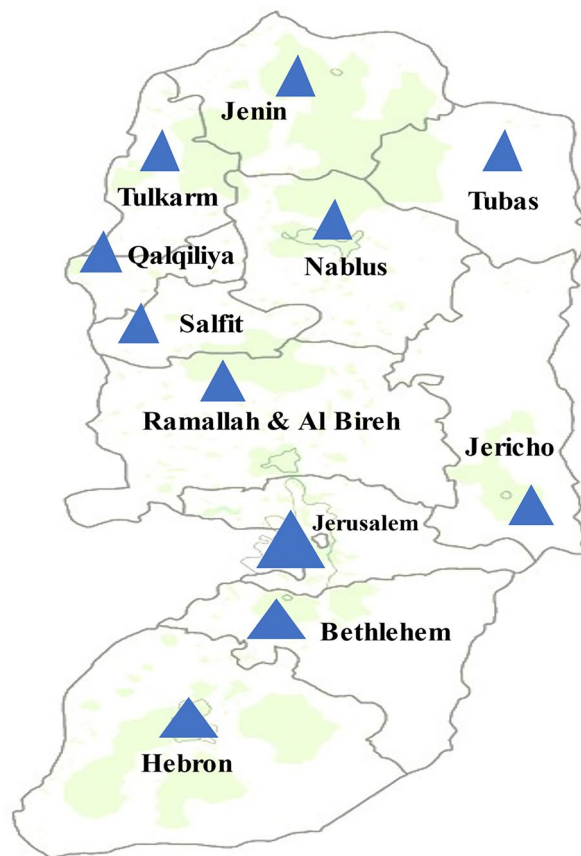 Jenin
Tulkarm
Tubas
Qalqiliya
Nablus
Salfit
Ramallah & Al Bireh
Jericho
Jerusalem
Bethlehem
Hebron